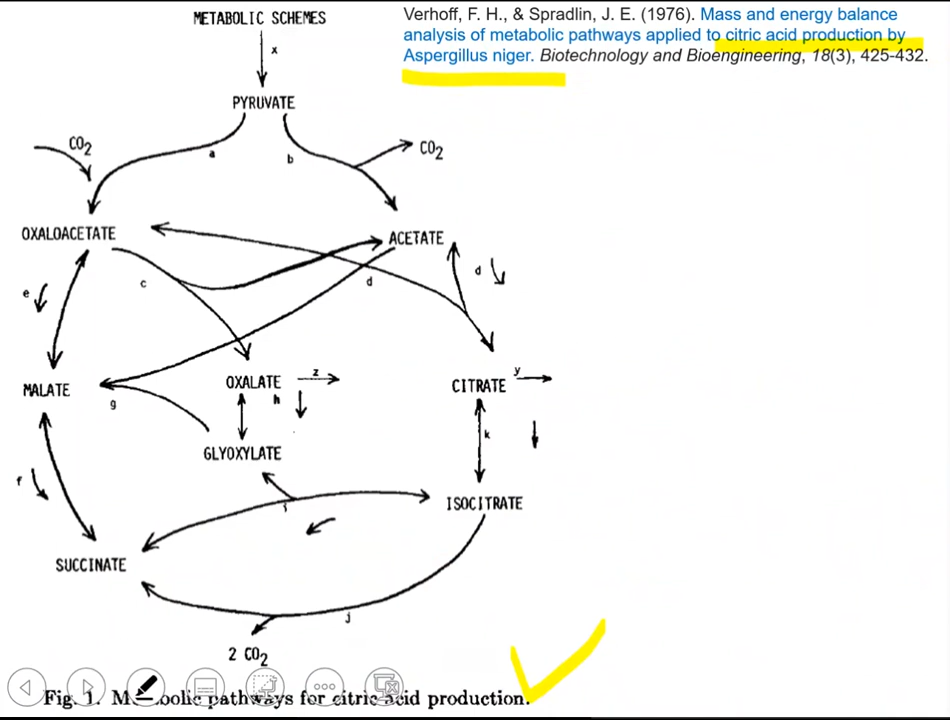 METABOLIC SCHEMES
Verhoff, F. H., & Spradlin, J. E. (1976). Mass and energy balance
analysis of metabolic pathways applied to citric acid production by
Aspergillus niger. Biotechnology and Bioengineering, 18(3), 425-432.
x
PYRUVATE
CO2
a
b
CO2
OXALOACETATE
ACETATE
c
d
d
e
MALATE
OXALATE
z
CITRATE
y
g
h
k
GLYOXYLATE
f
i
ISOCITRATE
SUCCINATE
j
2 CO2
Fig. 1. pathways for citric acid production.